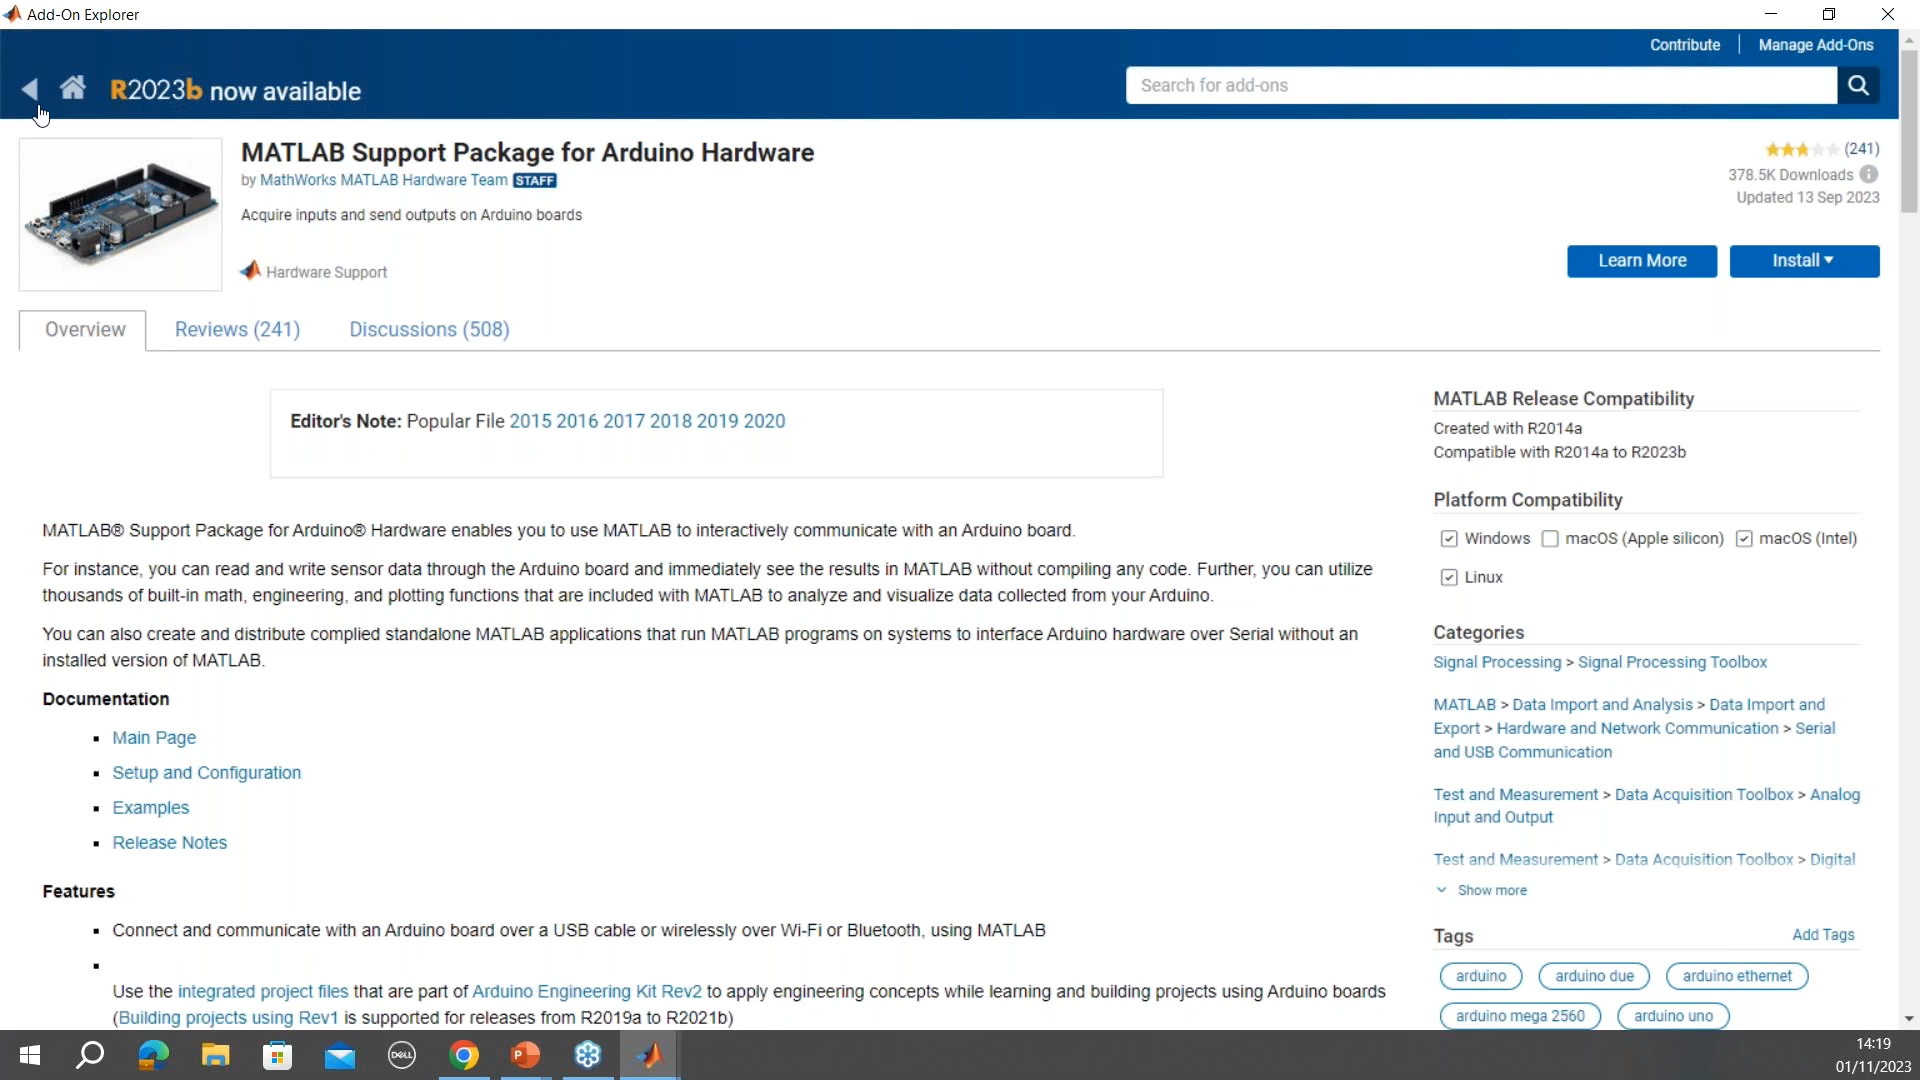 Add-On Explorer
Contribute
Manage Add-Ons
R2023b now available
Search for add-ons
MATLAB Support Package for Arduino Hardware
(241)
by MathWorks MATLAB Hardware Team STAFF
378.5K Downloads
Updated 13 Sep 2023
Acquire inputs and send outputs on Arduino boards
Hardware Support
Learn More
Install
Overview
Reviews (241)
Discussions (508)
Editor's Note: Popular File 2015 2016 2017 2018 2019 2020
MATLAB® Support Package for Arduino® Hardware enables you to use MATLAB to interactively communicate with an Arduino board.
For instance, you can read and write sensor data through the Arduino board and immediately see the results in MATLAB without compiling any code. Further, you can utilize
thousands of built-in math, engineering, and plotting functions that are included with MATLAB to analyze and visualize data collected from your Arduino.
You can also create and distribute complied standalone MATLAB applications that run MATLAB programs on systems to interface Arduino hardware over Serial without an
installed version of MATLAB.
Documentation
Main Page
Setup and Configuration
Examples
Release Notes
Features
Connect and communicate with an Arduino board over a USB cable or wirelessly over Wi-Fi or Bluetooth, using MATLAB
Use the integrated project files that are part of Arduino Engineering Kit Rev2 to apply engineering concepts while learning and building projects using Arduino boards
(Building projects using Rev1 is supported for releases from R2019a to R2021b)
MATLAB Release Compatibility
Created with R2014a
Compatible with R2014a to R2023b
Platform Compatibility
Windows macOS (Apple silicon) macOS (Intel)
Linux
Categories
Signal Processing > Signal Processing Toolbox
MATLAB > Data Import and Analysis > Data Import and
Export > Hardware and Network Communication > Serial
and USB Communication
Test and Measurement > Data Acquisition Toolbox > Analog
Input and Output
Test and Measurement > Data Acquisition Toolbox > Digital
Show more
Tags
Add Tags
arduino
arduino due
arduino ethernet
arduino mega 2560
arduino uno
DELL
14:19
01/11/2023